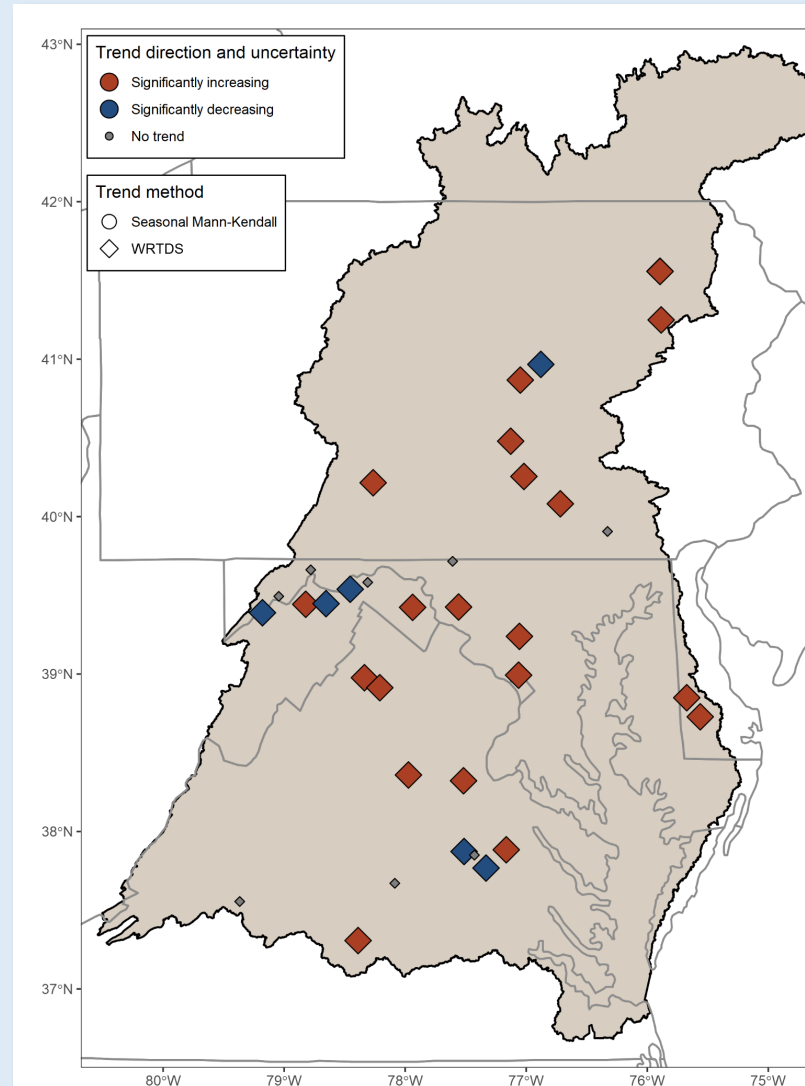 Trend direction and uncertainty
Significantly increasing
Significantly decreasing
No trend
Trend method
Seasonal Mann-Kendall
WRTDS
43°N
42°N
41°N
40°N
39°N
38°N
37°N
80°W 79°W 78°W 77°W 76°W 75°W